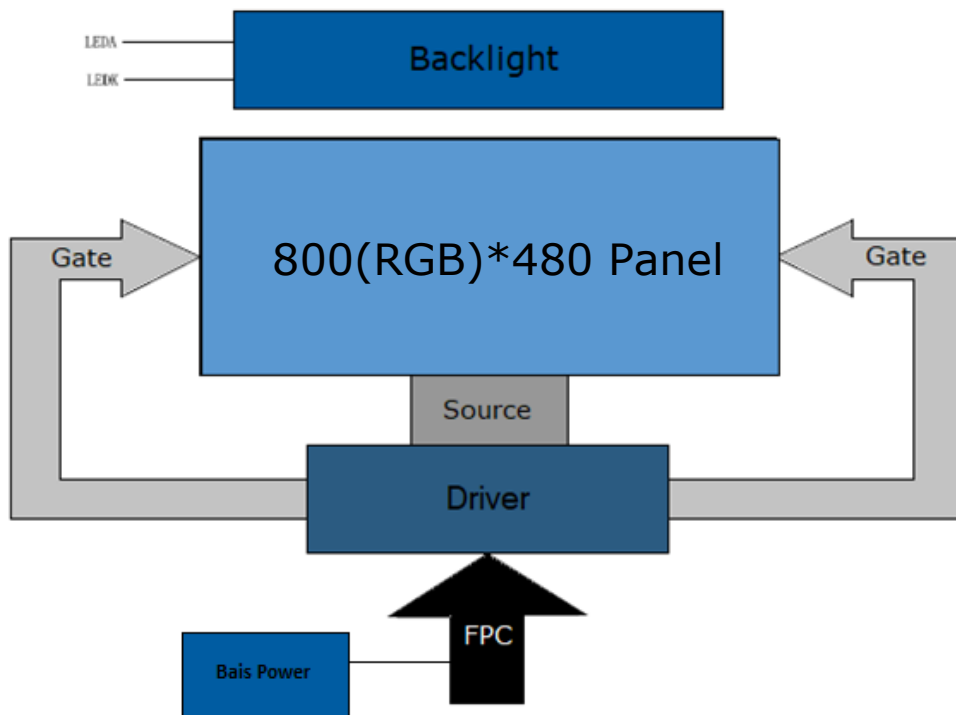 LEDA
LEDK
Backlight
800(RGB)*480 Panel
Gate
Gate
Source
Driver
FPC
Bais Power